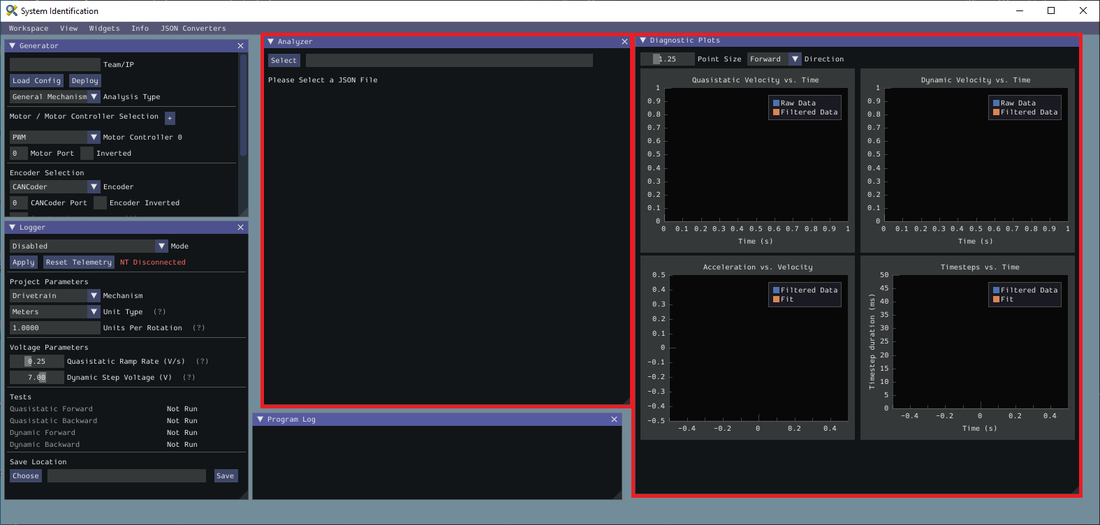 System Identification
Workspace View Widgets Info JSON Converters
Generator
Team/IP
Load Config Deploy
General Mechanism Analysis Type
Motor / Motor Controller Selection +
PWM Motor Controller 0
0 Motor Port Inverted
Encoder Selection
CANCoder Encoder
0 CANCoder Port Encoder Inverted
Logger
Disabled Mode
Apply Reset Telemetry NT Disconnected
Project Parameters
Drivetrain Mechanism
Meters Unit Type (?)
1.0000 Units Per Rotation (?)
Voltage Parameters
0.25 Quasistatic Ramp Rate (V/s) (?)
7.00 Dynamic Step Voltage (V) (?)
Tests
Quasistatic Forward Not Run
Quasistatic Backward Not Run
Dynamic Forward Not Run
Dynamic Backward Not Run
Save Location
Choose Save
Analyzer
Select
Please Select a JSON File
Program Log
Diagnostic Plots
1.25 Point Size Forward Direction
Quasistatic Velocity vs. Time
Raw Data
Filtered Data
1
0.9
0.8
0.7
0.6
0.5
0.4
0.3
0.2
0.1
0
0 0.1 0.2 0.3 0.4 0.5 0.6 0.7 0.8 0.9 1
Time (s)
Dynamic Velocity vs. Time
Raw Data
Filtered Data
1
0.9
0.8
0.7
0.6
0.5
0.4
0.3
0.2
0.1
0
0 0.1 0.2 0.3 0.4 0.5 0.6 0.7 0.8 0.9 1
Time (s)
Acceleration vs. Velocity
Filtered Data
Fit
0.5
0.4
0.3
0.2
0.1
0
-0.1
-0.2
-0.3
-0.4
-0.5
-0.4 -0.2 0 0.2 0.4
Timesteps vs. Time
Filtered Data
Fit
Timestep duration (ms)
50
45
40
35
30
25
20
15
10
5
0
-0.4 -0.2 0 0.2 0.4
Time (s)